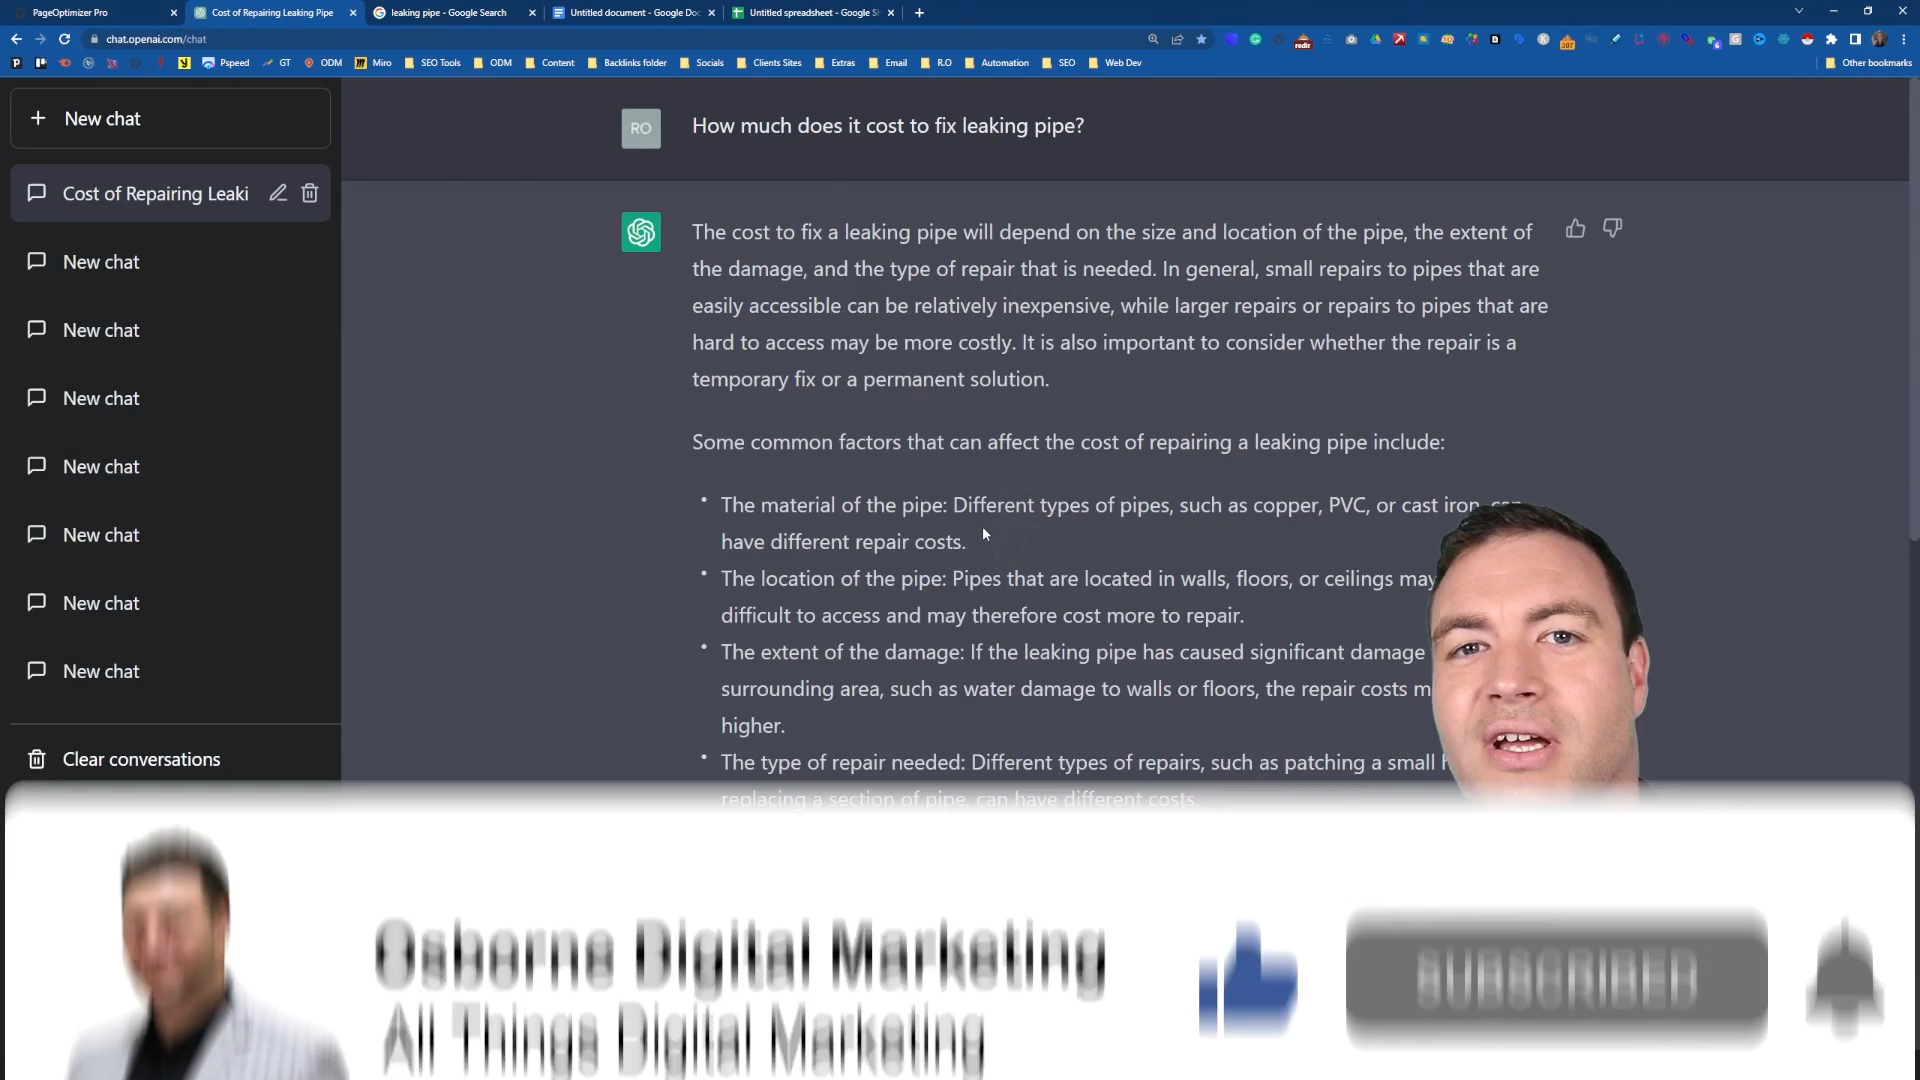 PageOptimizer Pro
Cost of Repairing Leaking Pipe
leaking pipe - Google Search
Untitled document - Google Doc
Untitled spreadsheet - Google Sh
chat.openai.com/chat
redir
307
6
Pspeed
GT
ODM
Miro
SEO Tools
ODM
Content
Backlinks folder
Socials
Clients Sites
Extras
Email
R.O
Automation
SEO
Web Dev
Other bookmarks
New chat
Cost of Repairing Leaki
New chat
New chat
New chat
New chat
New chat
New chat
New chat
Clear conversations
RO
How much does it cost to fix leaking pipe?
The cost to fix a leaking pipe will depend on the size and location of the pipe, the extent of
the damage, and the type of repair that is needed. In general, small repairs to pipes that are
easily accessible can be relatively inexpensive, while larger repairs or repairs to pipes that are
hard to access may be more costly. It is also important to consider whether the repair is a
temporary fix or a permanent solution.
Some common factors that can affect the cost of repairing a leaking pipe include:
• The material of the pipe: Different types of pipes, such as copper, PVC, or cast iron, can
have different repair costs.
• The location of the pipe: Pipes that are located in walls, floors, or ceilings may
difficult to access and may therefore cost more to repair.
• The extent of the damage: If the leaking pipe has caused significant damage
surrounding area, such as water damage to walls or floors, the repair costs m
higher.
• The type of repair needed: Different types of repairs, such as patching a small h
replacing a section of pipe, can have different costs.
Osborne Digital Marketing
All Things Digital Marketing
SUBSCRIBED